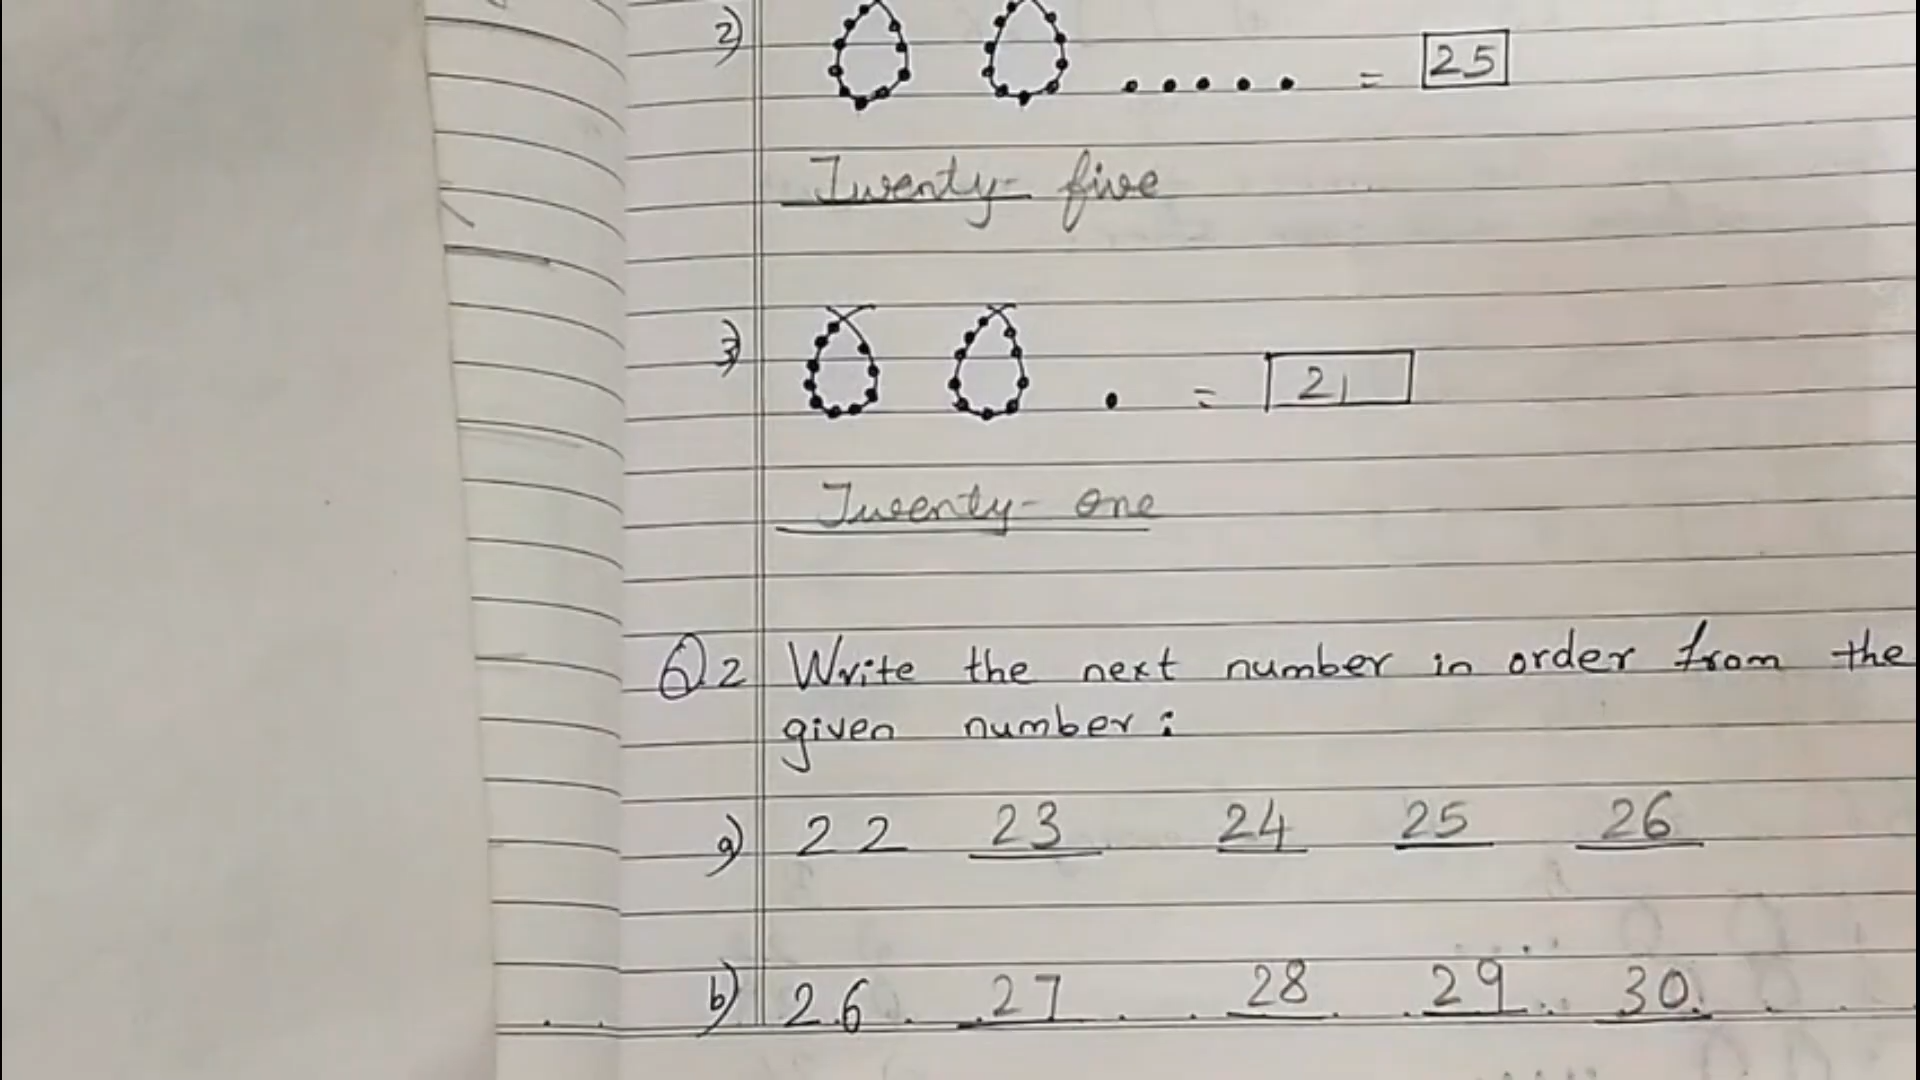 2) = 25
Twenty-five
3) = 21
Twenty-one
Q2 Write the next number in order from the
given number:
a) 22 23 24 25 26
b) 26 27 28 29 30